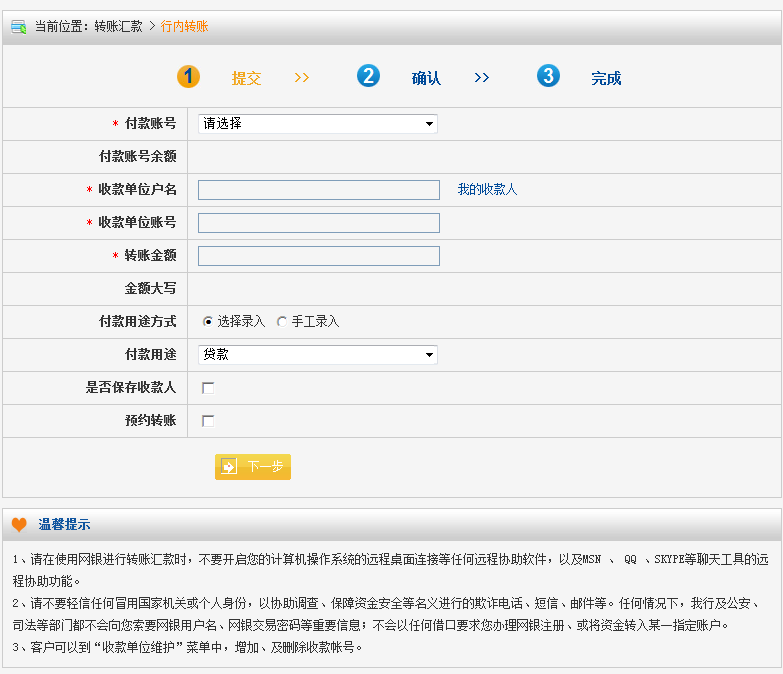 当前位置：转账汇款 > 行内转账
1 提交 >> 2 确认 >> 3 完成
* 付款账号 请选择
付款账号余额
* 收款单位户名 我的收款人
* 收款单位账号
* 转账金额
金额大写
付款用途方式 选择录入 手工录入
付款用途 贷款
是否保存收款人
预约转账
下一步
温馨提示
1、请在使用网银进行转账汇款时，不要开启您的计算机操作系统的远程桌面连接等任何远程协助软件，以及MSN 、 QQ 、SKYPE等聊天工具的远
程协助功能。
2、请不要轻信任何冒用国家机关或个人身份，以协助调查、保障资金安全等名义进行的欺诈电话、短信、邮件等。任何情况下，我行及公安、
司法等部门都不会向您索要网银用户名、网银交易密码等重要信息；不会以任何借口要求您办理网银注册、或将资金转入某一指定账户。
3、客户可以到“收款单位维护”菜单中，增加、及删除收款帐号。